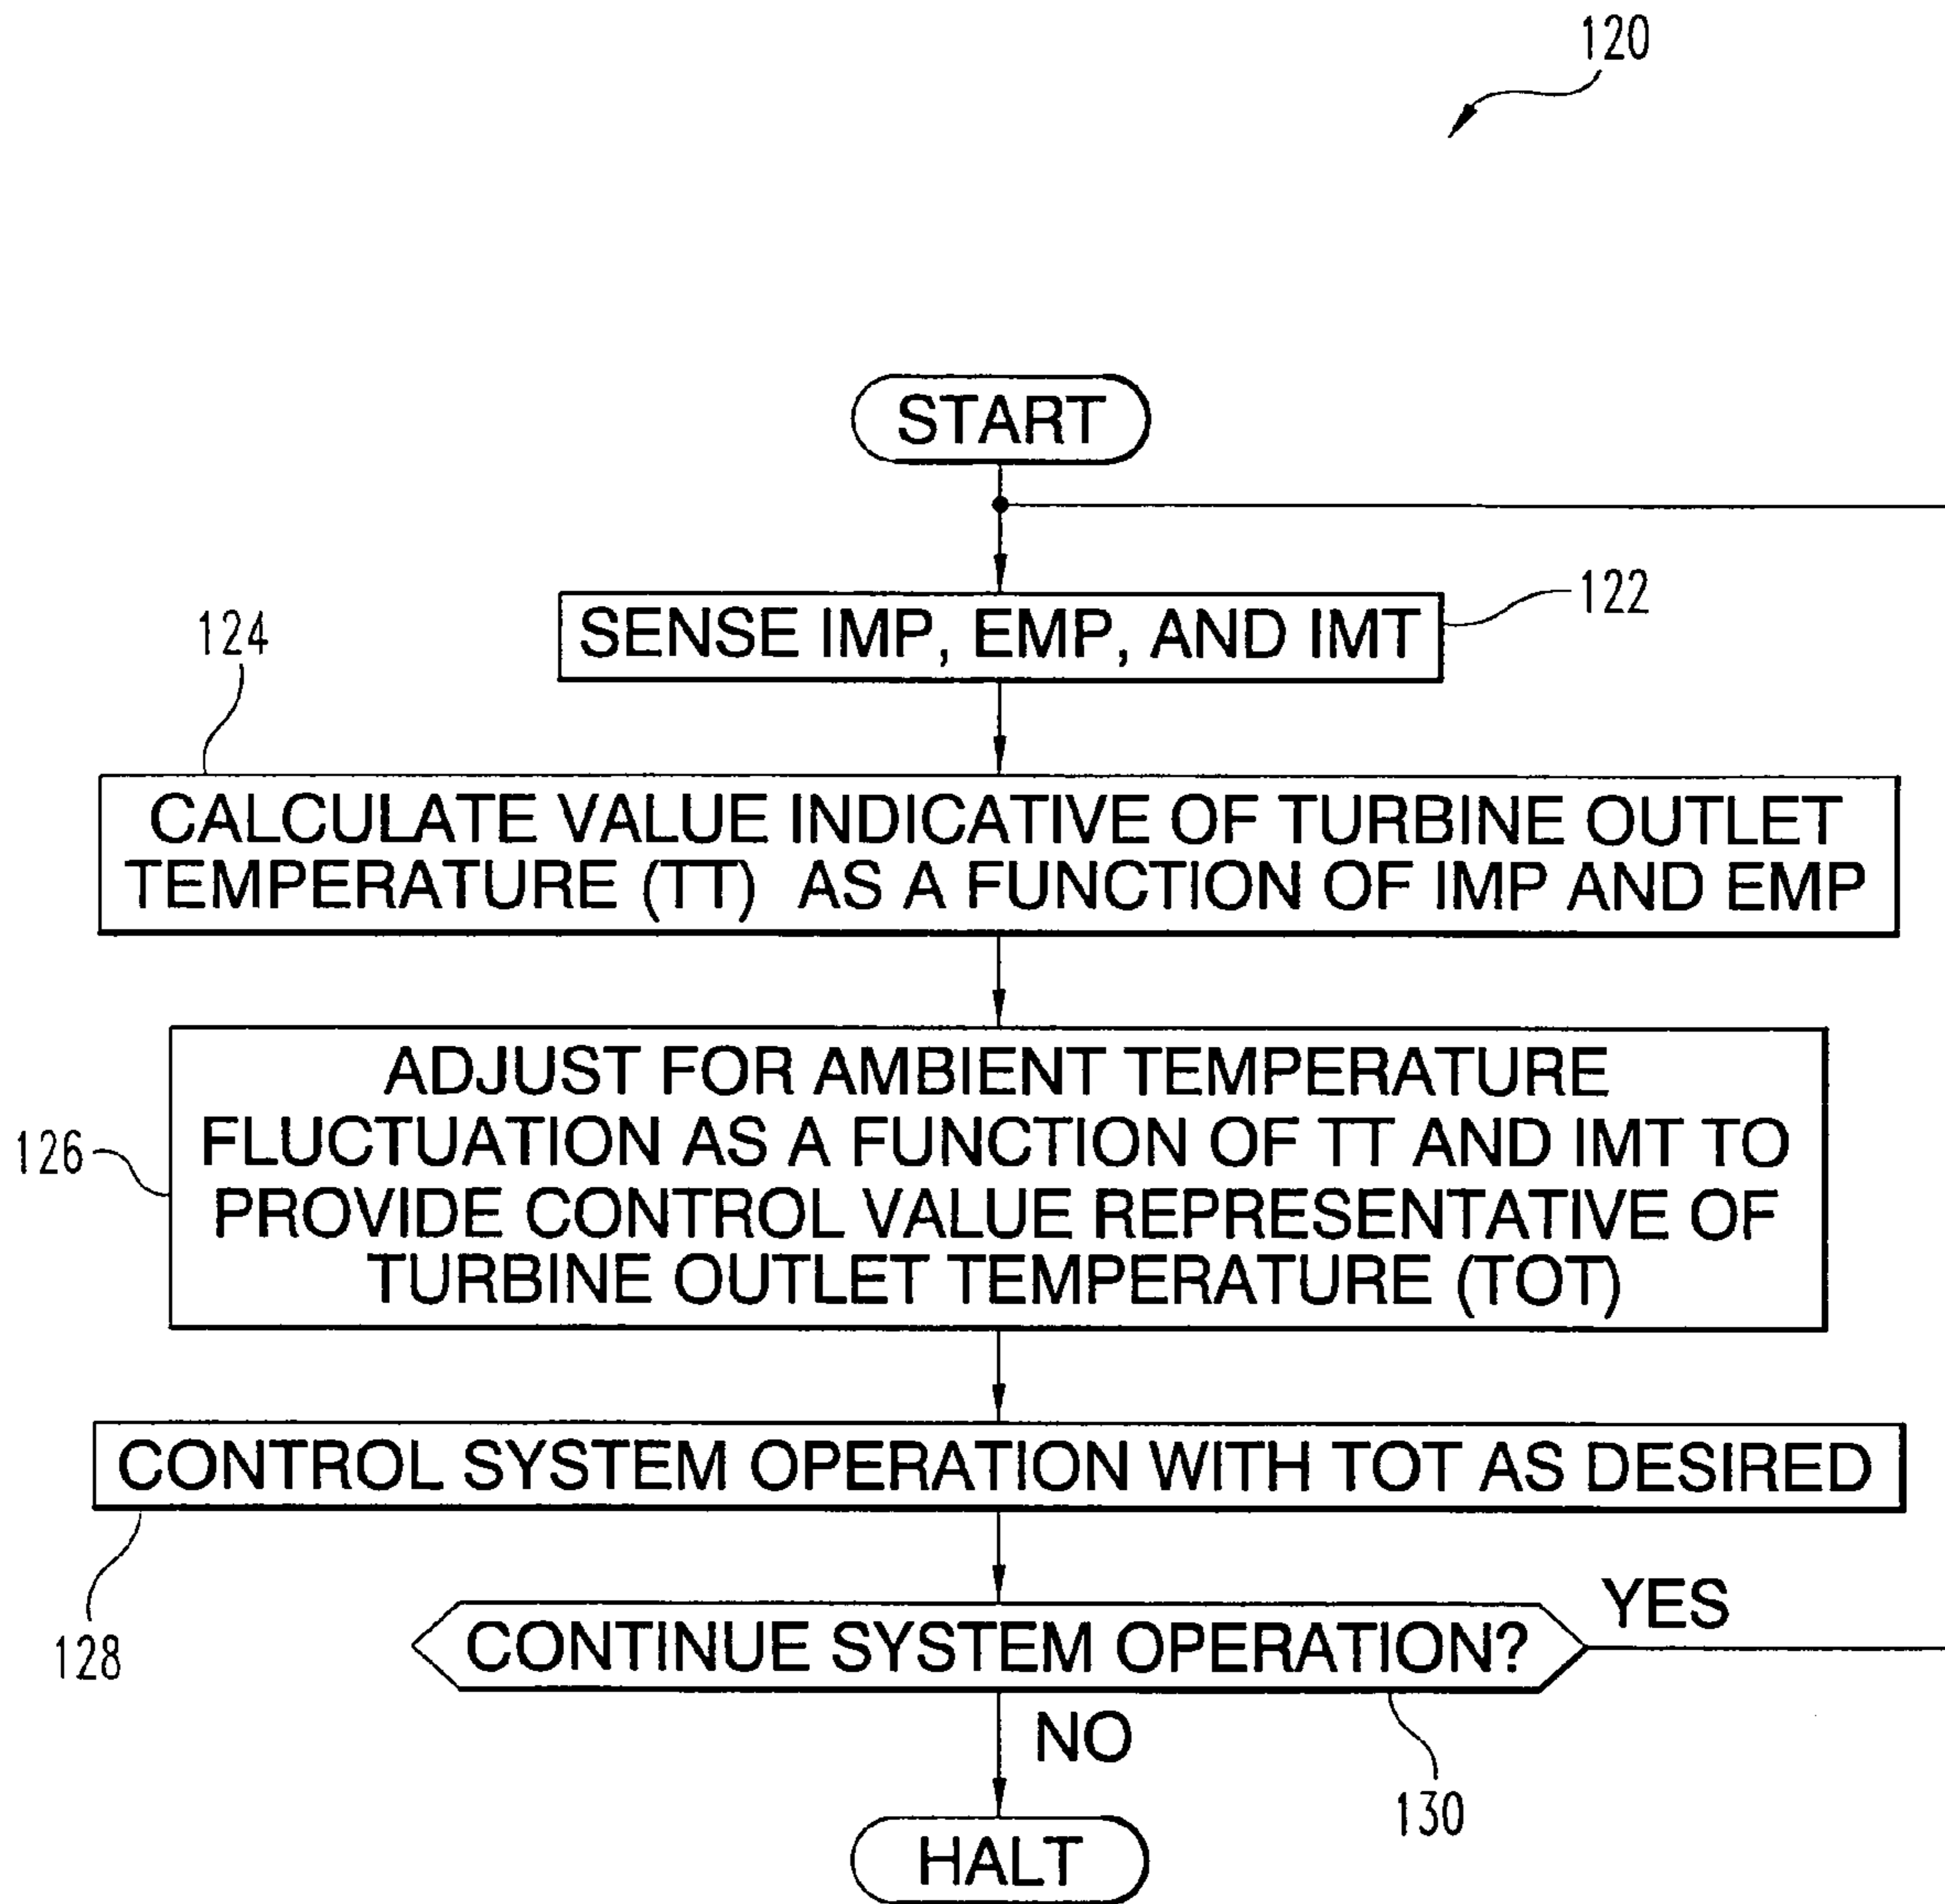 120
START
SENSE IMP, EMP, AND IMT
122
124
CALCULATE VALUE INDICATIVE OF TURBINE OUTLET
TEMPERATURE (TT) AS A FUNCTION OF IMP AND EMP
ADJUST FOR AMBIENT TEMPERATURE
FLUCTUATION AS A FUNCTION OF TT AND IMT TO
PROVIDE CONTROL VALUE REPRESENTATIVE OF
TURBINE OUTLET TEMPERATURE (TOT)
126
CONTROL SYSTEM OPERATION WITH TOT AS DESIRED
128
CONTINUE SYSTEM OPERATION?
YES
NO
130
HALT